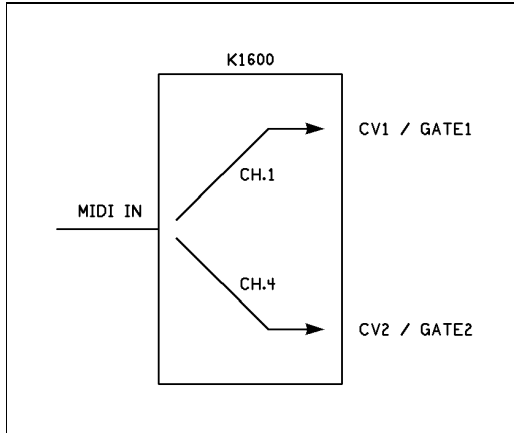 K1600
CV1 / GATE1
CH.1
MIDI IN
CH.4
CV2 / GATE2